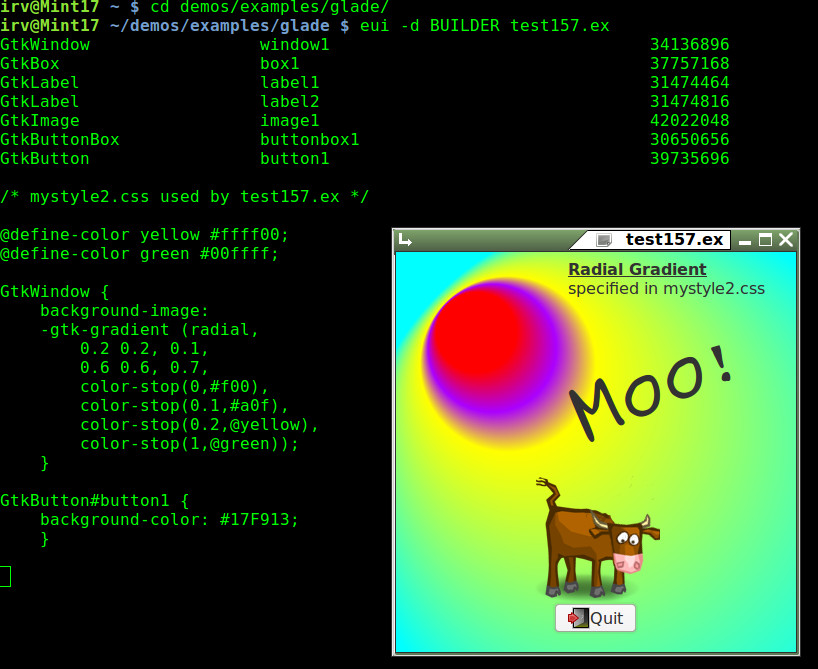 irv@Mint17 ~ $ cd demos/examples/glade/
irv@Mint17 ~/demos/examples/glade $ eui -d BUILDER test157.ex
GtkWindow window1 34136896
GtkBox box1 37757168
GtkLabel label1 31474464
GtkLabel label2 31474816
GtkImage image1 42022048
GtkButtonBox buttonbox1 30650656
GtkButton button1 39735696
/* mystyle2.css used by test157.ex */
@define-color yellow #ffff00;
@define-color green #00ffff;
GtkWindow {
    background-image:
    -gtk-gradient (radial,
        0.2 0.2, 0.1,
        0.6 0.6, 0.7,
        color-stop(0,#f00),
        color-stop(0.1,#a0f),
        color-stop(0.2,@yellow),
        color-stop(1,@green));
    }
GtkButton#button1 {
    background-color: #17F913;
    }
test157.ex
Radial Gradient
specified in mystyle2.css
Moo!
Quit